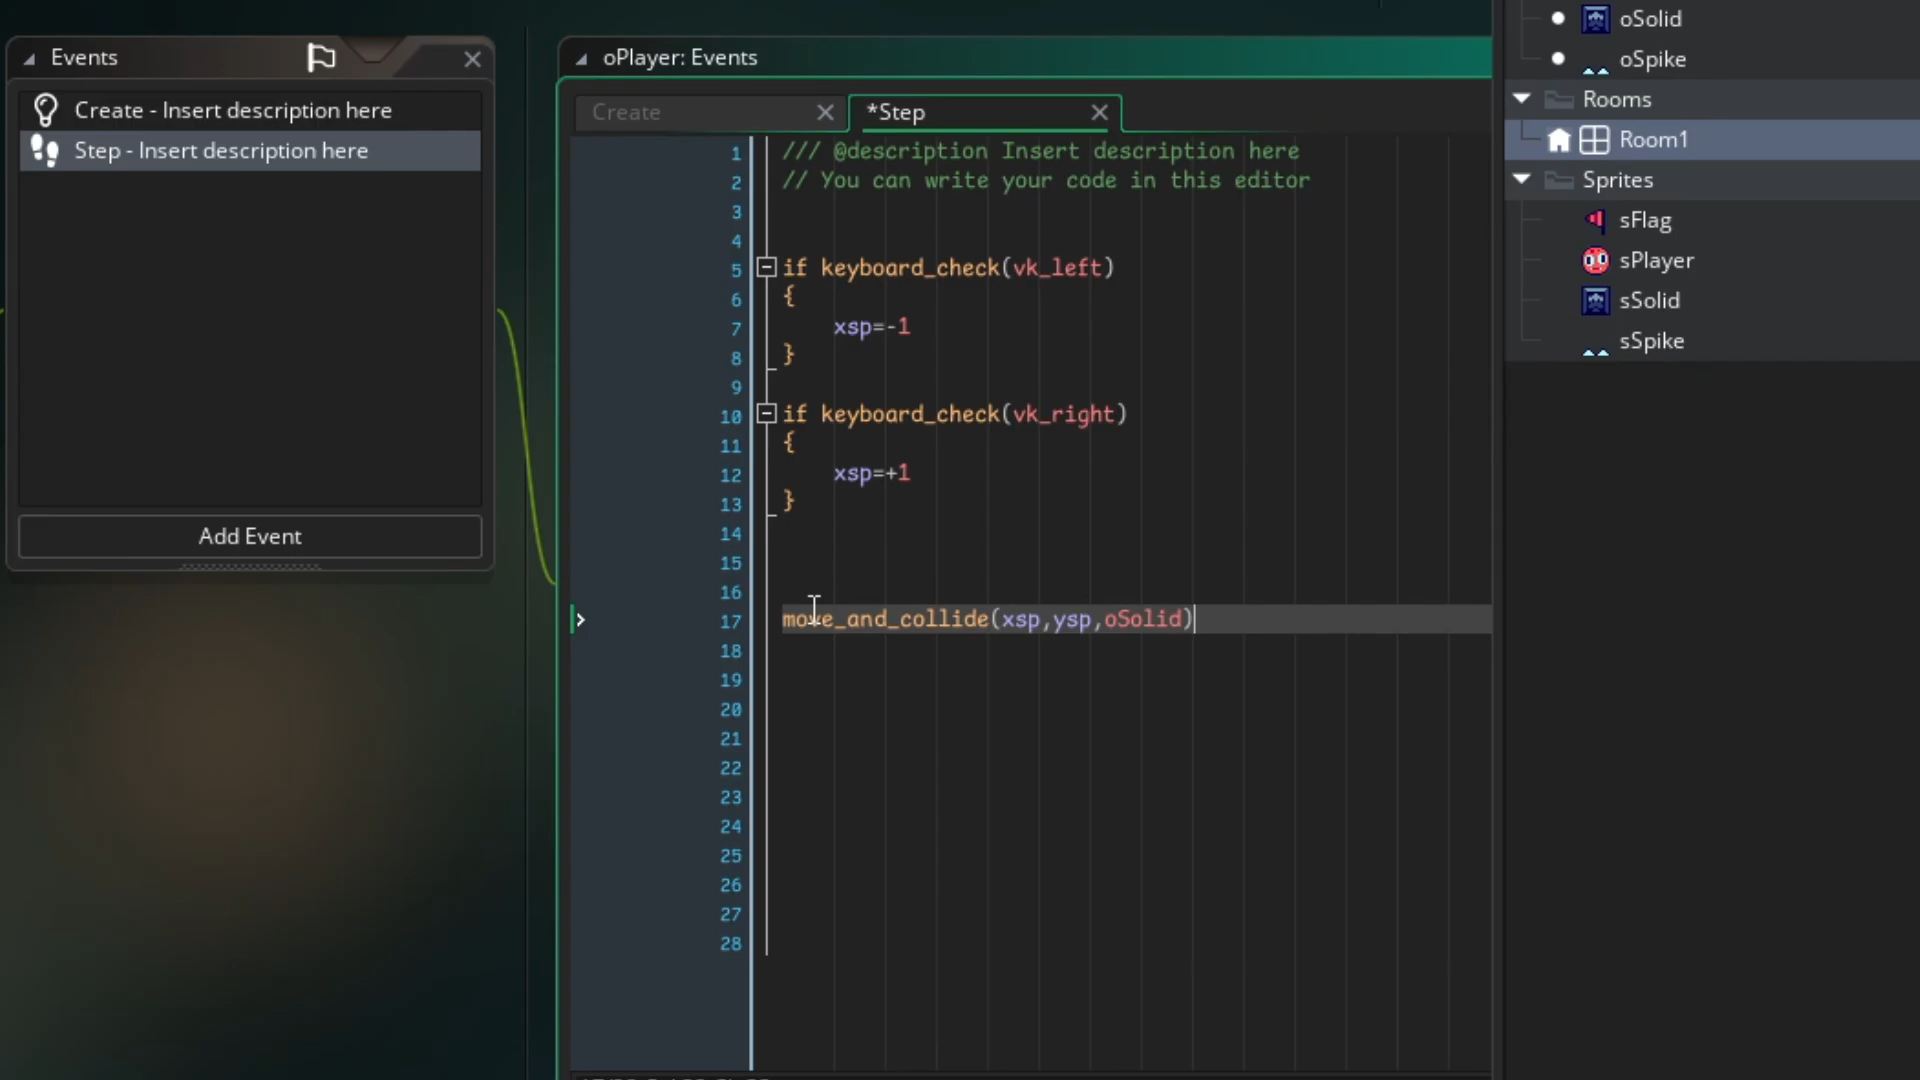 Events
Create - Insert description here
Step - Insert description here
Add Event
oPlayer: Events
Create
*Step
1 /// @description Insert description here
2 // You can write your code in this editor
3
4
5 if keyboard_check(vk_left)
6 {
7 xsp=-1
8 }
9
10 if keyboard_check(vk_right)
11 {
12 xsp=+1
13 }
14
15
16
17 move_and_collide(xsp,ysp,oSolid)
18
19
20
21
22
23
24
25
26
27
28
oSolid
oSpike
Rooms
Room1
Sprites
sFlag
sPlayer
sSolid
sSpike